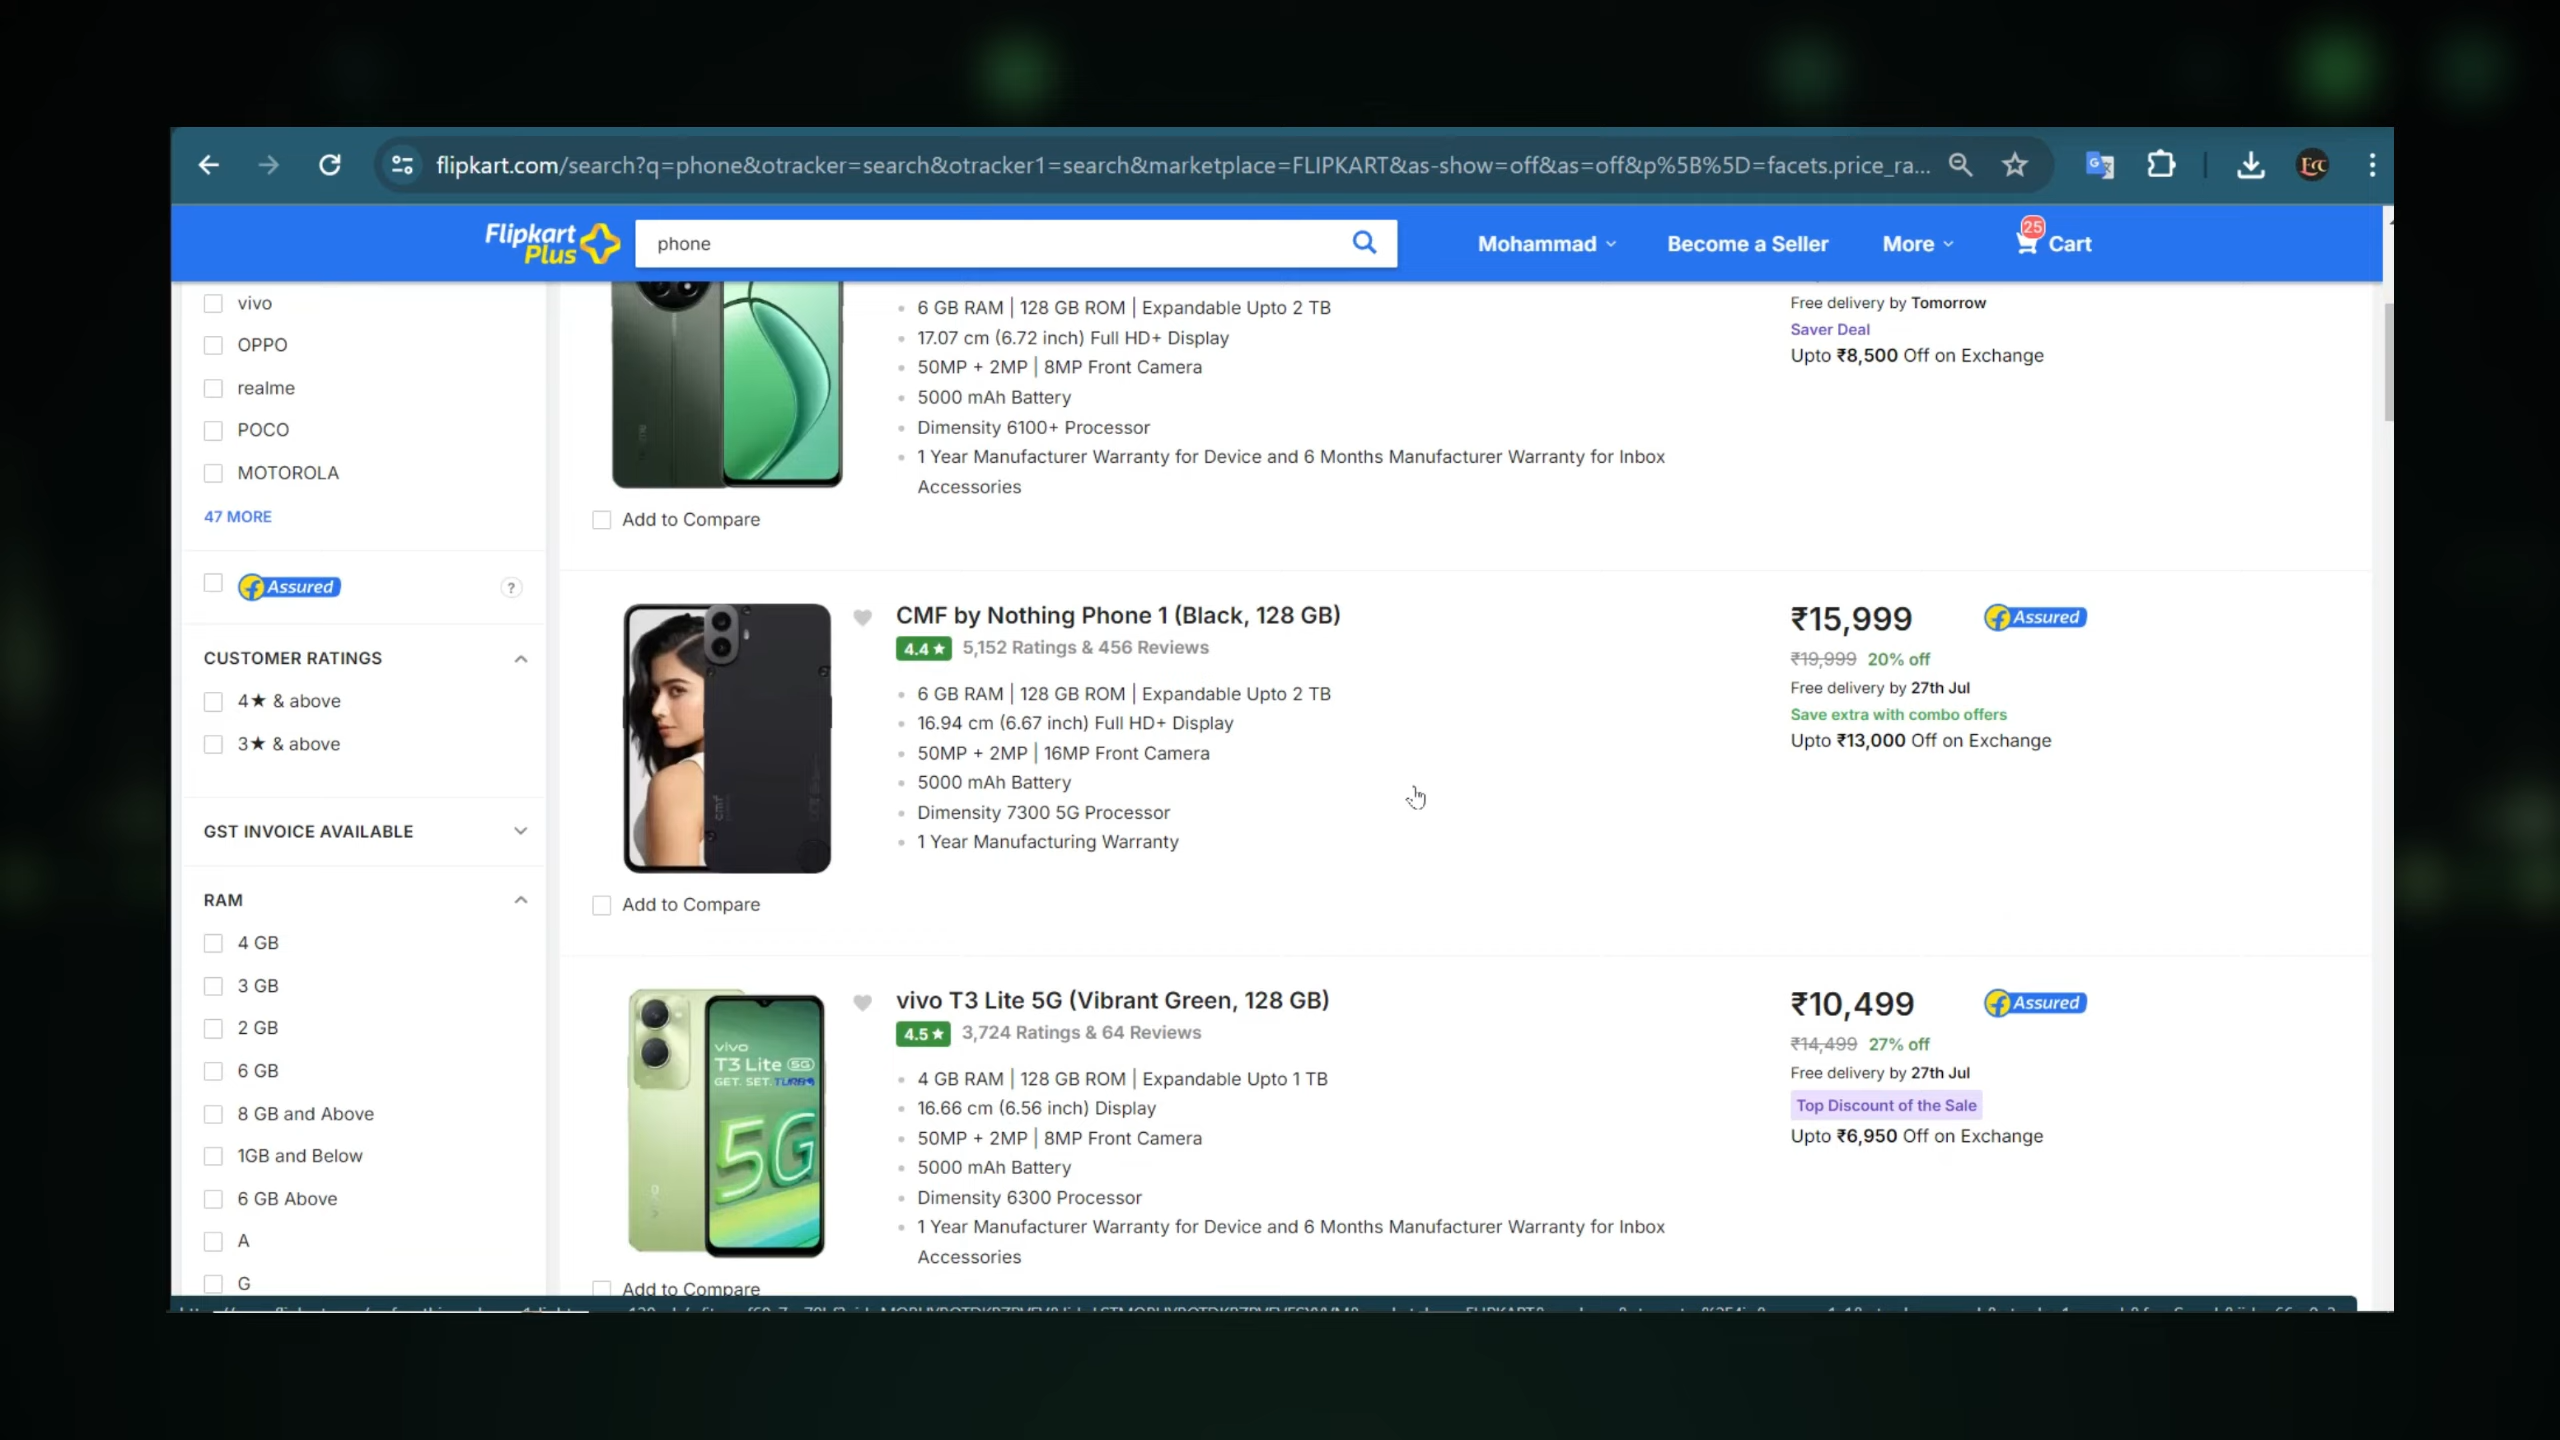 flipkart.com/search?q=phone&otracker=search&otracker1=search&marketplace=FLIPKART&as-show=off&as=off&p%5B%5D=facets.price_ra...
Flipkart
Plus
phone
Mohammad
Become a Seller
More
25
Cart
vivo
OPPO
realme
POCO
MOTOROLA
47 MORE
Assured
?
CUSTOMER RATINGS
4★ & above
3★ & above
GST INVOICE AVAILABLE
RAM
4 GB
3 GB
2 GB
6 GB
8 GB and Above
1GB and Below
6 GB Above
A
G
6 GB RAM | 128 GB ROM | Expandable Upto 2 TB
17.07 cm (6.72 inch) Full HD+ Display
50MP + 2MP | 8MP Front Camera
5000 mAh Battery
Dimensity 6100+ Processor
1 Year Manufacturer Warranty for Device and 6 Months Manufacturer Warranty for Inbox
Accessories
Add to Compare
Free delivery by Tomorrow
Saver Deal
Upto ₹8,500 Off on Exchange
CMF by Nothing Phone 1 (Black, 128 GB)
4.4★ 5,152 Ratings & 456 Reviews
6 GB RAM | 128 GB ROM | Expandable Upto 2 TB
16.94 cm (6.67 inch) Full HD+ Display
50MP + 2MP | 16MP Front Camera
5000 mAh Battery
Dimensity 7300 5G Processor
1 Year Manufacturing Warranty
cmf
Add to Compare
₹15,999
Assured
₹19,999 20% off
Free delivery by 27th Jul
Save extra with combo offers
Upto ₹13,000 Off on Exchange
vivo T3 Lite 5G (Vibrant Green, 128 GB)
4.5★ 3,724 Ratings & 64 Reviews
4 GB RAM | 128 GB ROM | Expandable Upto 1 TB
16.66 cm (6.56 inch) Display
50MP + 2MP | 8MP Front Camera
5000 mAh Battery
Dimensity 6300 Processor
1 Year Manufacturer Warranty for Device and 6 Months Manufacturer Warranty for Inbox
Accessories
vivo
T3 Lite 5G
GET. SET. TURBO
5G
Add to Compare
₹10,499
Assured
₹14,499 27% off
Free delivery by 27th Jul
Top Discount of the Sale
Upto ₹6,950 Off on Exchange